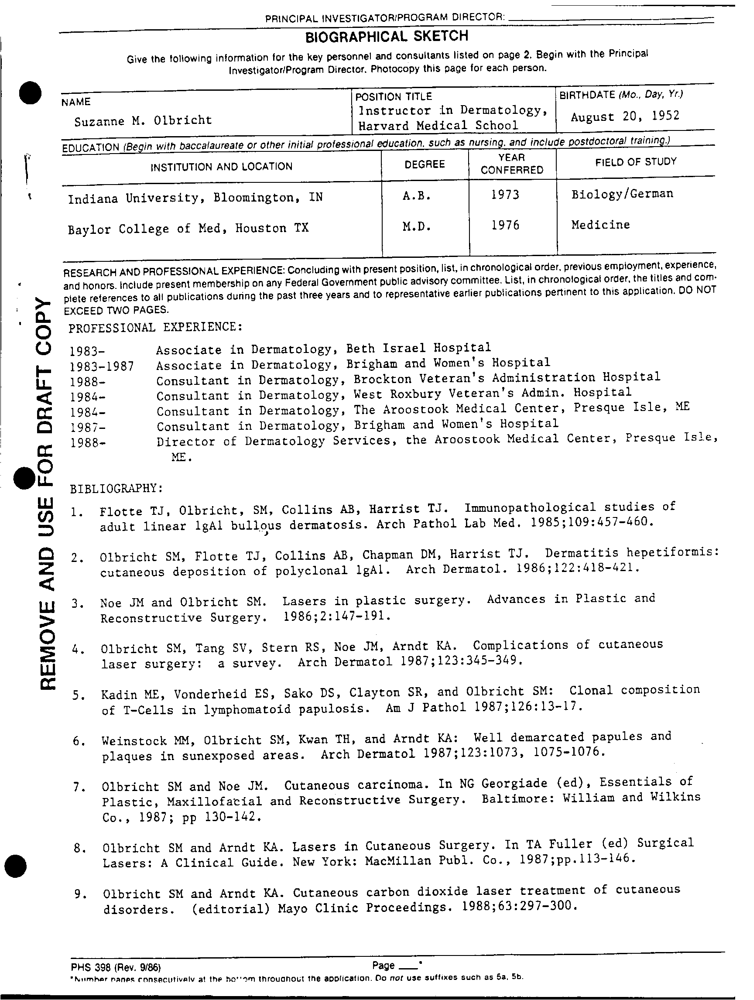 PRINCIPAL INVESTIGATOR/PROGRAM DIRECTOR:
BIOGRAPHICAL SKETCH
Give the following information for the key personnel and consultants listed on page 2. Begin with the Principal
Investigator/Program Director. Photocopy this page for each person.
NAME
Suzanne M. Olbricht
POSITION TITLE
Instructor in Dermatology,
Harvard Medical School
BIRTHDATE (Mo., Day, Yr.)
August 20, 1952
EDUCATION (Begin with baccalaureate or other initial professional education, such as nursing, and include postdoctoral training.)
INSTITUTION AND LOCATION DEGREE YEAR CONFERRED FIELD OF STUDY
Indiana University, Bloomington, IN A.B. 1973 Biology/German
Baylor College of Med, Houston TX M.D. 1976 Medicine
RESEARCH AND PROFESSIONAL EXPERIENCE: Concluding with present position, list, in chronological order, previous employment, experience,
and honors. Include present membership on any Federal Government public advisory committee. List, in chronological order, the titles and com-
plete references to all publications during the past three years and to representative earlier publications pertinent to this application. DO NOT
EXCEED TWO PAGES.
PROFESSIONAL EXPERIENCE:
1983- Associate in Dermatology, Beth Israel Hospital
1983-1987 Associate in Dermatology, Brigham and Women's Hospital
1988- Consultant in Dermatology, Brockton Veteran's Administration Hospital
1984- Consultant in Dermatology, West Roxbury Veteran's Admin. Hospital
1984- Consultant in Dermatology, The Aroostook Medical Center, Presque Isle, ME
1987- Consultant in Dermatology, Brigham and Women's Hospital
1988- Director of Dermatology Services, the Aroostook Medical Center, Presque Isle,
ME.
BIBLIOGRAPHY:
1. Flotte TJ, Olbricht, SM, Collins AB, Harrist TJ. Immunopathological studies of
adult linear lgAl bullous dermatosis. Arch Pathol Lab Med. 1985;109:457-460.
2. Olbricht SM, Flotte TJ, Collins AB, Chapman DM, Harrist TJ. Dermatitis hepetiformis:
cutaneous deposition of polyclonal lgAl. Arch Dermatol. 1986;122:418-421.
3. Noe JM and Olbricht SM. Lasers in plastic surgery. Advances in Plastic and
Reconstructive Surgery. 1986;2:147-191.
4. Olbricht SM, Tang SV, Stern RS, Noe JM, Arndt KA. Complications of cutaneous
laser surgery: a survey. Arch Dermatol 1987;123:345-349.
5. Kadin ME, Vonderheid ES, Sako DS, Clayton SR, and Olbricht SM: Clonal composition
of T-Cells in lymphomatoid papulosis. Am J Pathol 1987;126:13-17.
6. Weinstock MM, Olbricht SM, Kwan TH, and Arndt KA: Well demarcated papules and
plaques in sunexposed areas. Arch Dermatol 1987;123:1073, 1075-1076.
7. Olbricht SM and Noe JM. Cutaneous carcinoma. In NG Georgiade (ed), Essentials of
Plastic, Maxillofacial and Reconstructive Surgery. Baltimore: William and Wilkins
Co., 1987; pp 130-142.
8. Olbricht SM and Arndt KA. Lasers in Cutaneous Surgery. In TA Fuller (ed) Surgical
Lasers: A Clinical Guide. New York: MacMillan Publ. Co., 1987;pp.113-146.
9. Olbricht SM and Arndt KA. Cutaneous carbon dioxide laser treatment of cutaneous
disorders. (editorial) Mayo Clinic Proceedings. 1988;63:297-300.
PHS 398 (Rev. 9/86) Page ___*
*Number pages consecutively at the bottom throughout the application. Do not use suffixes such as 5a, 5b.
REMOVE AND USE FOR DRAFT COPY